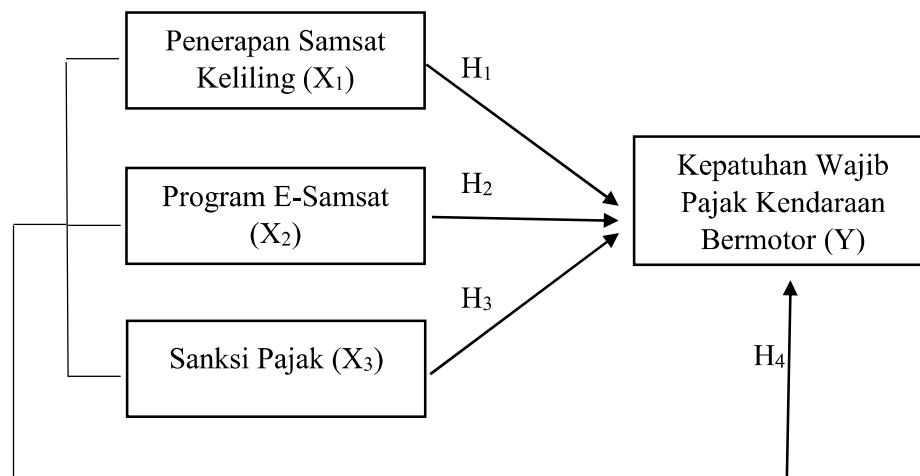 Penerapan Samsat
Keliling (X₁)
H₁
Program E-Samsat
(X₂)
H₂
Kepatuhan Wajib
Pajak Kendaraan
Bermotor (Y)
H₃
Sanksi Pajak (X₃)
H₄